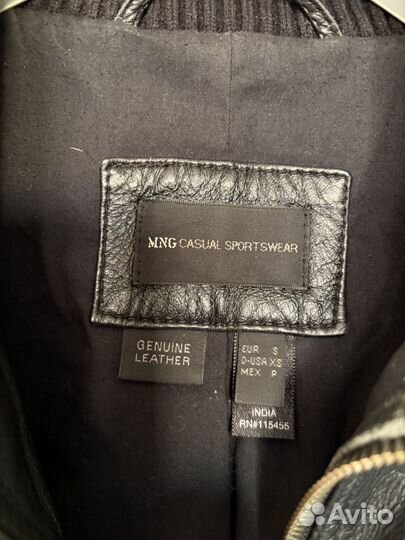 MNG CASUAL SPORTSWEAR
GENUINE
LEATHER
EUR S
D-USA XS
MEX P
INDIA
RN#115455
Avito